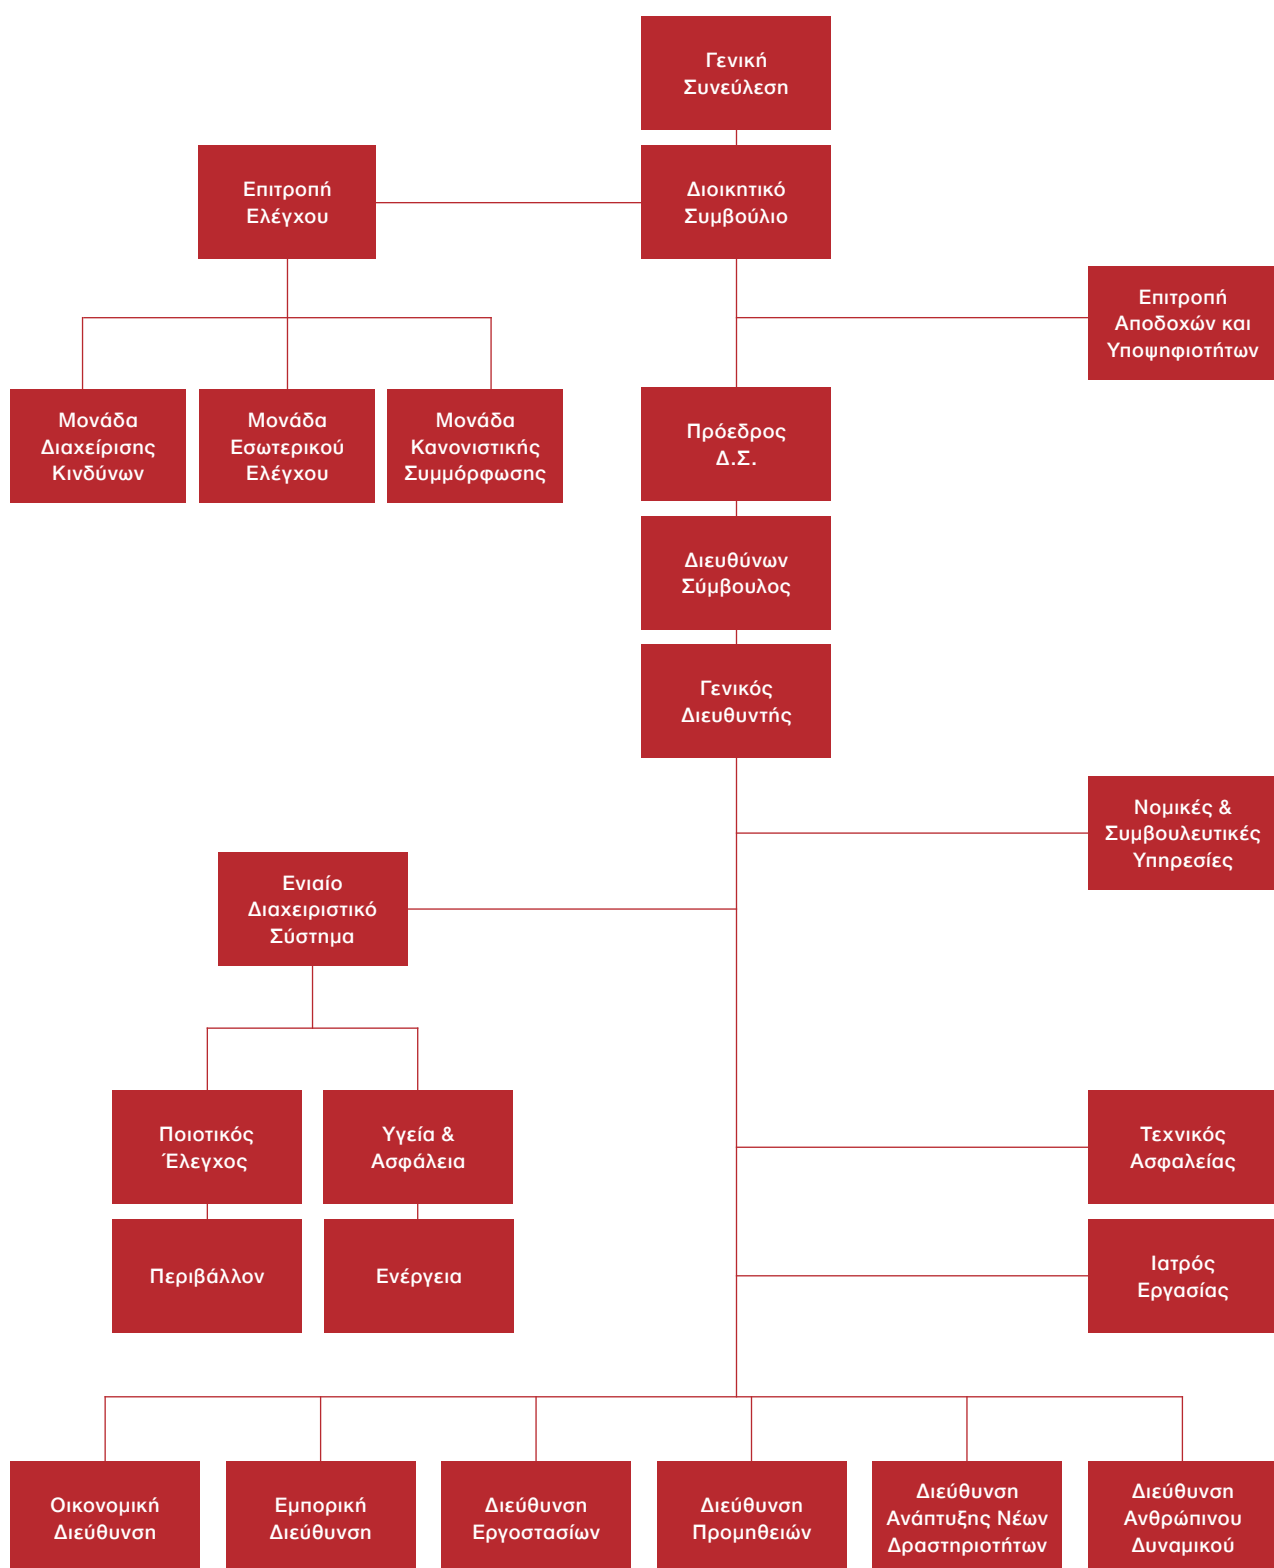 Γενική
Συνεύλεση
Επιτροπή
Ελέγχου
Διοικητικό
Συμβούλιο
Επιτροπή
Αποδοχών και
Υποψηφιοτήτων
Μονάδα
Διαχείρισης
Κινδύνων
Μονάδα
Εσωτερικού
Ελέγχου
Μονάδα
Κανονιστικής
Συμμόρφωσης
Πρόεδρος
Δ.Σ.
Διευθύνων
Σύμβουλος
Γενικός
Διευθυντής
Νομικές &
Συμβουλευτικές
Υπηρεσίες
Ενιαίο
Διαχειριστικό
Σύστημα
Ποιοτικός
Έλεγχος
Υγεία &
Ασφάλεια
Τεχνικός
Ασφαλείας
Περιβάλλον
Ενέργεια
Ιατρός
Εργασίας
Οικονομική
Διεύθυνση
Εμπορική
Διεύθυνση
Διεύθυνση
Εργοστασίων
Διεύθυνση
Προμηθειών
Διεύθυνση
Ανάπτυξης Νέων
Δραστηριοτήτων
Διεύθυνση
Ανθρώπινου
Δυναμικού